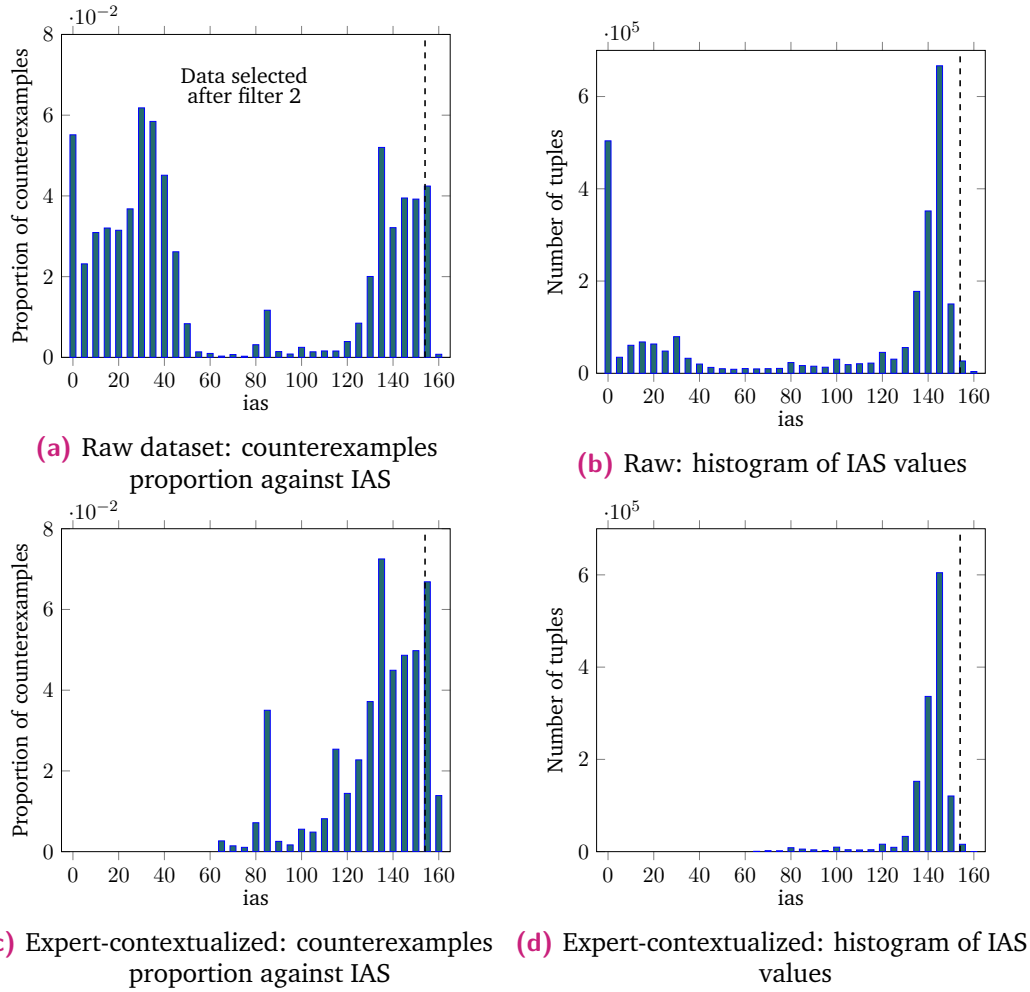 ·10−2
8
6
4
2
0
Proportion of counterexamples
Data selected
after filter 2
0 20 40 60 80 100 120 140 160
ias
(a) Raw dataset: counterexamples
proportion against IAS
·105
6
4
2
0
Number of tuples
0 20 40 60 80 100 120 140 160
ias
(b) Raw: histogram of IAS values
·10−2
8
6
4
2
0
Proportion of counterexamples
0 20 40 60 80 100 120 140 160
ias
c) Expert-contextualized: counterexamples
proportion against IAS
·105
6
4
2
0
Number of tuples
0 20 40 60 80 100 120 140 160
ias
(d) Expert-contextualized: histogram of IAS
values